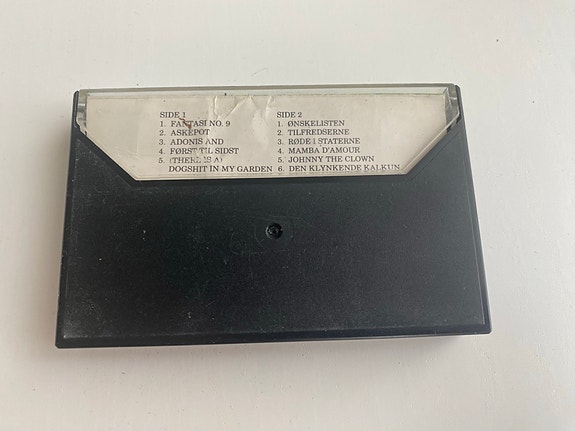 SIDE 1
1. FANTASI NO. 9
2. ASKEPOT
3. ADONIS AND
4. FØRST TIL SIDST
5. (THERE IS A)
DOGSHIT IN MY GARDEN
SIDE 2
1. ØNSKELISTEN
2. TILFREDSERNE
3. RØDE I STATERNE
4. MAMBA D'AMOUR
5. JOHNNY THE CLOWN
6. DEN KLYNKENDE KALKUN